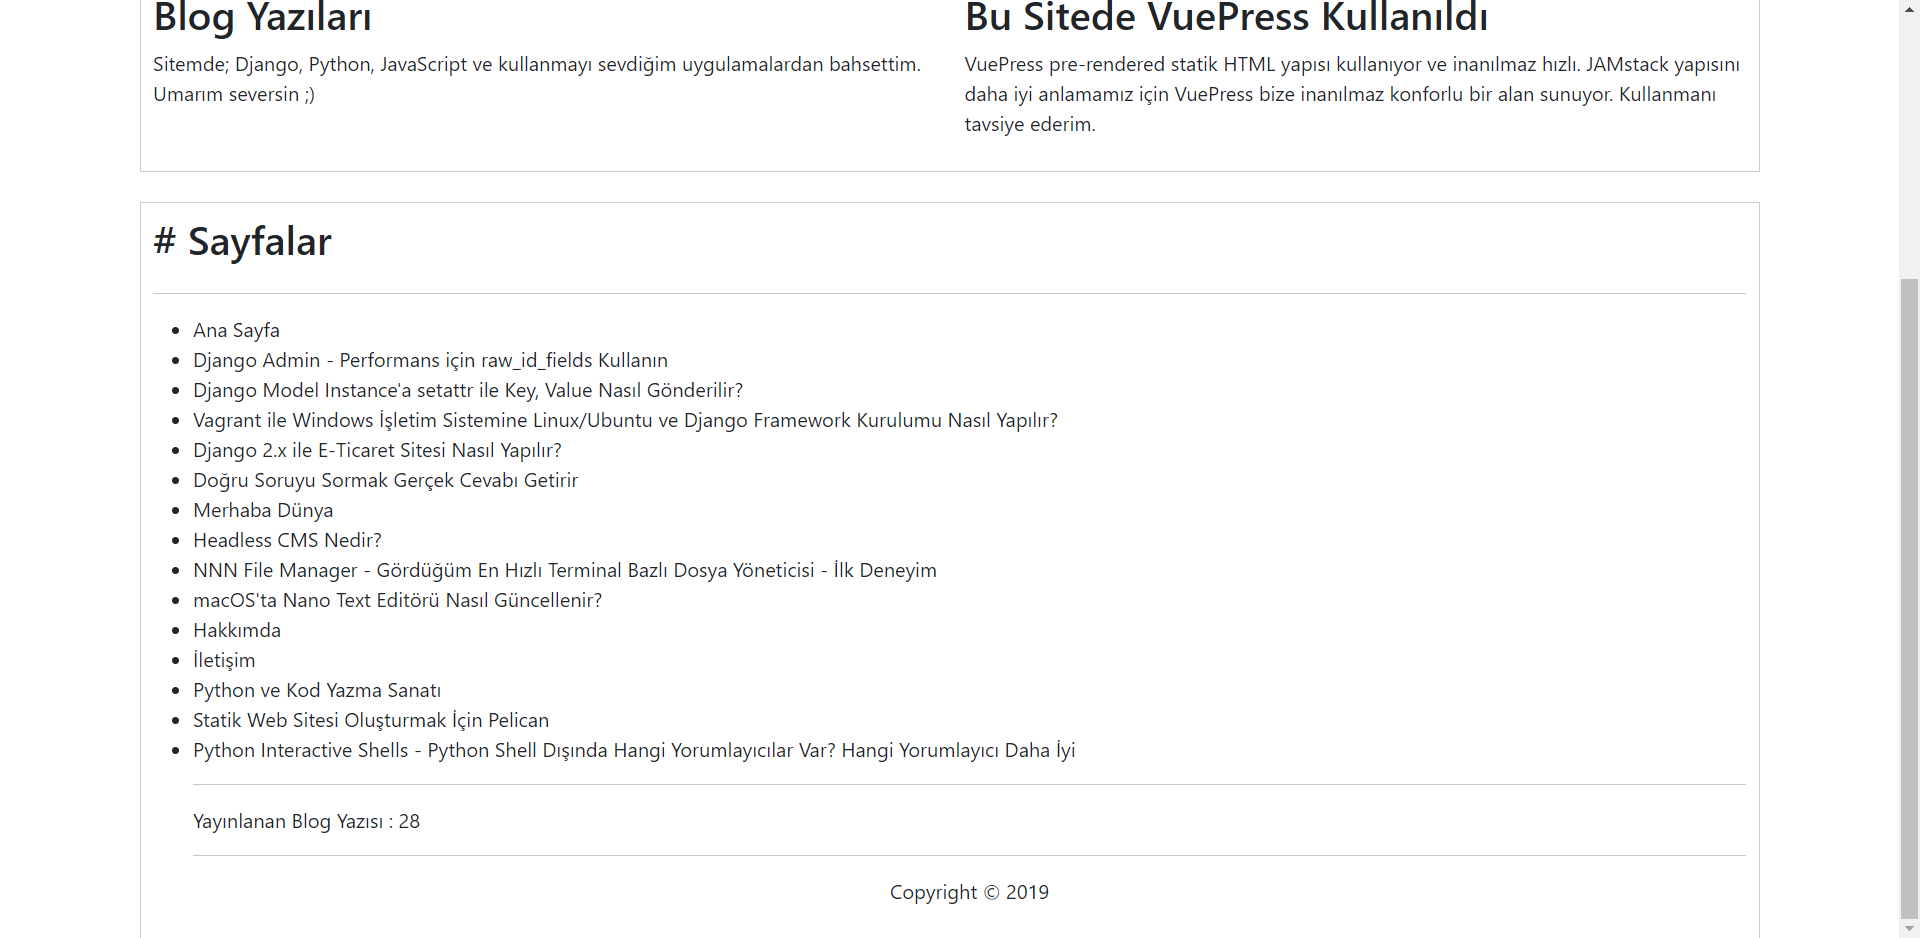 Blog Yazıları
Sitemde; Django, Python, JavaScript ve kullanmayı sevdiğim uygulamalardan bahsettim.
Umarım seversin ;)
Bu Sitede VuePress Kullanıldı
VuePress pre-rendered statik HTML yapısı kullanıyor ve inanılmaz hızlı. JAMstack yapısını
daha iyi anlamamız için VuePress bize inanılmaz konforlu bir alan sunuyor. Kullanmanı
tavsiye ederim.
# Sayfalar
Ana Sayfa
Django Admin - Performans için raw_id_fields Kullanın
Django Model Instance'a setattr ile Key, Value Nasıl Gönderilir?
Vagrant ile Windows İşletim Sistemine Linux/Ubuntu ve Django Framework Kurulumu Nasıl Yapılır?
Django 2.x ile E-Ticaret Sitesi Nasıl Yapılır?
Doğru Soruyu Sormak Gerçek Cevabı Getirir
Merhaba Dünya
Headless CMS Nedir?
NNN File Manager - Gördüğüm En Hızlı Terminal Bazlı Dosya Yöneticisi - İlk Deneyim
macOS'ta Nano Text Editörü Nasıl Güncellenir?
Hakkımda
İletişim
Python ve Kod Yazma Sanatı
Statik Web Sitesi Oluşturmak İçin Pelican
Python Interactive Shells - Python Shell Dışında Hangi Yorumlayıcılar Var? Hangi Yorumlayıcı Daha İyi
Yayınlanan Blog Yazısı : 28
Copyright © 2019